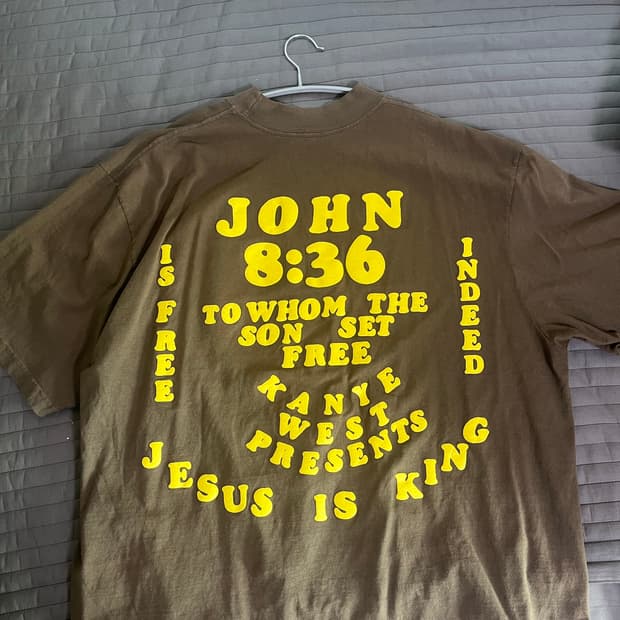 JOHN
8:36
TO WHOM THE
SON SET
FREE
IS FREE
INDEED
KANYE
WEST
PRESENTS
JESUS IS KING